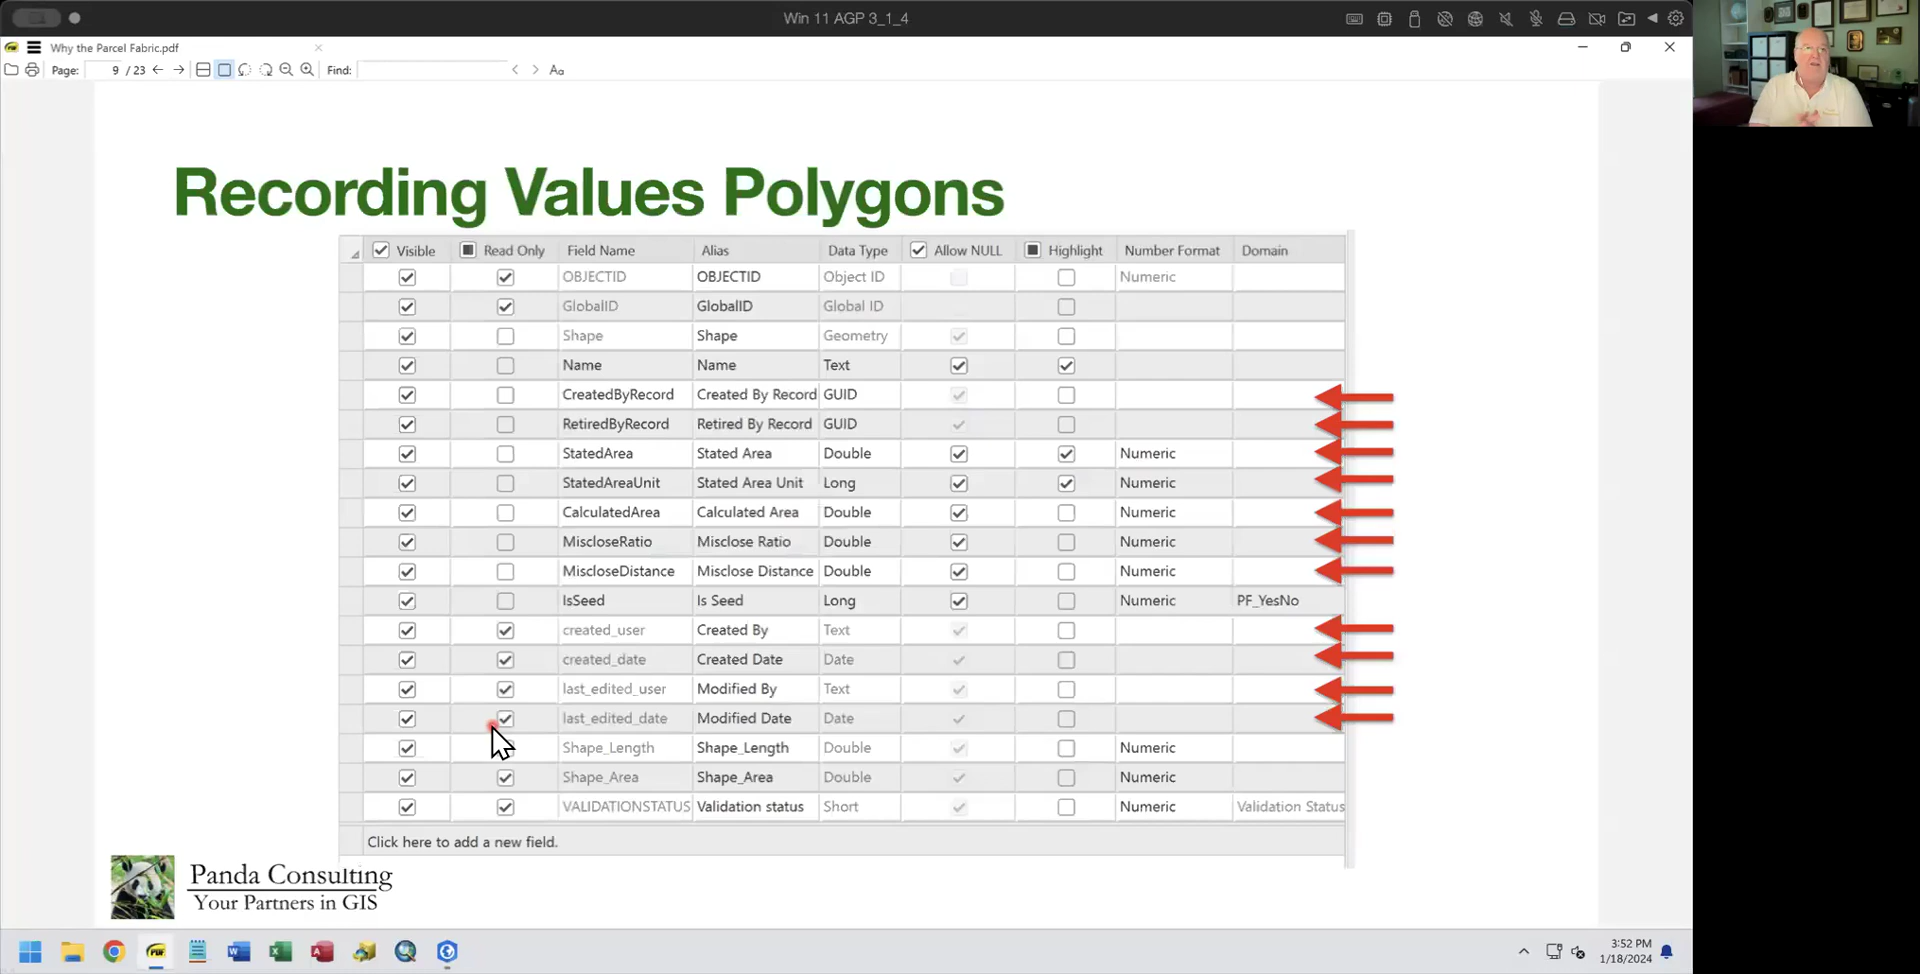 Win 11 AGP 3_1_4
Why the Parcel Fabric.pdf
Page: 9 / 23 Find: Aa
Recording Values Polygons
Visible Read Only Field Name Alias Data Type Allow NULL Highlight Number Format Domain
OBJECTID OBJECTID Object ID Numeric
GlobalID GlobalID Global ID
Shape Shape Geometry
Name Name Text
CreatedByRecord Created By Record GUID
RetiredByRecord Retired By Record GUID
StatedArea Stated Area Double Numeric
StatedAreaUnit Stated Area Unit Long Numeric
CalculatedArea Calculated Area Double Numeric
MiscloseRatio Misclose Ratio Double Numeric
MiscloseDistance Misclose Distance Double Numeric
IsSeed Is Seed Long Numeric PF_YesNo
created_user Created By Text
created_date Created Date Date
last_edited_user Modified By Text
last_edited_date Modified Date Date
Shape_Length Shape_Length Double Numeric
Shape_Area Shape_Area Double Numeric
VALIDATIONSTATUS Validation status Short Numeric Validation Status
Click here to add a new field.
Panda Consulting
Your Partners in GIS
3:52 PM
1/18/2024